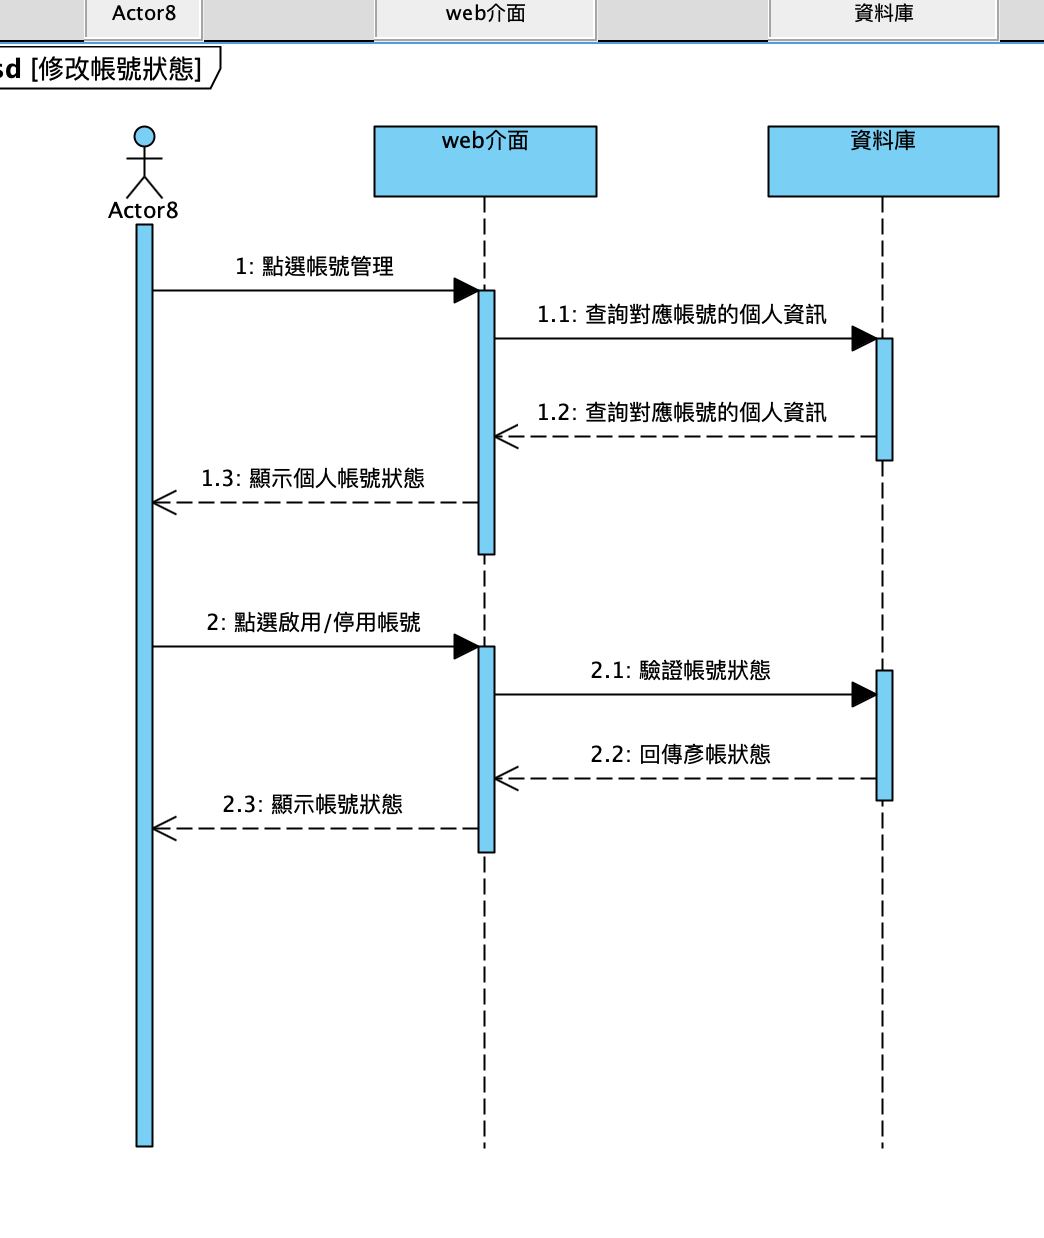 Actor8 web介面 資料庫
sd [修改帳號狀態]
web介面 資料庫
Actor8
1: 點選帳號管理
1.1: 查詢對應帳號的個人資訊
1.2: 查詢對應帳號的個人資訊
1.3: 顯示個人帳號狀態
2: 點選啟用/停用帳號
2.1: 驗證帳號狀態
2.2: 回傳彥帳狀態
2.3: 顯示帳號狀態